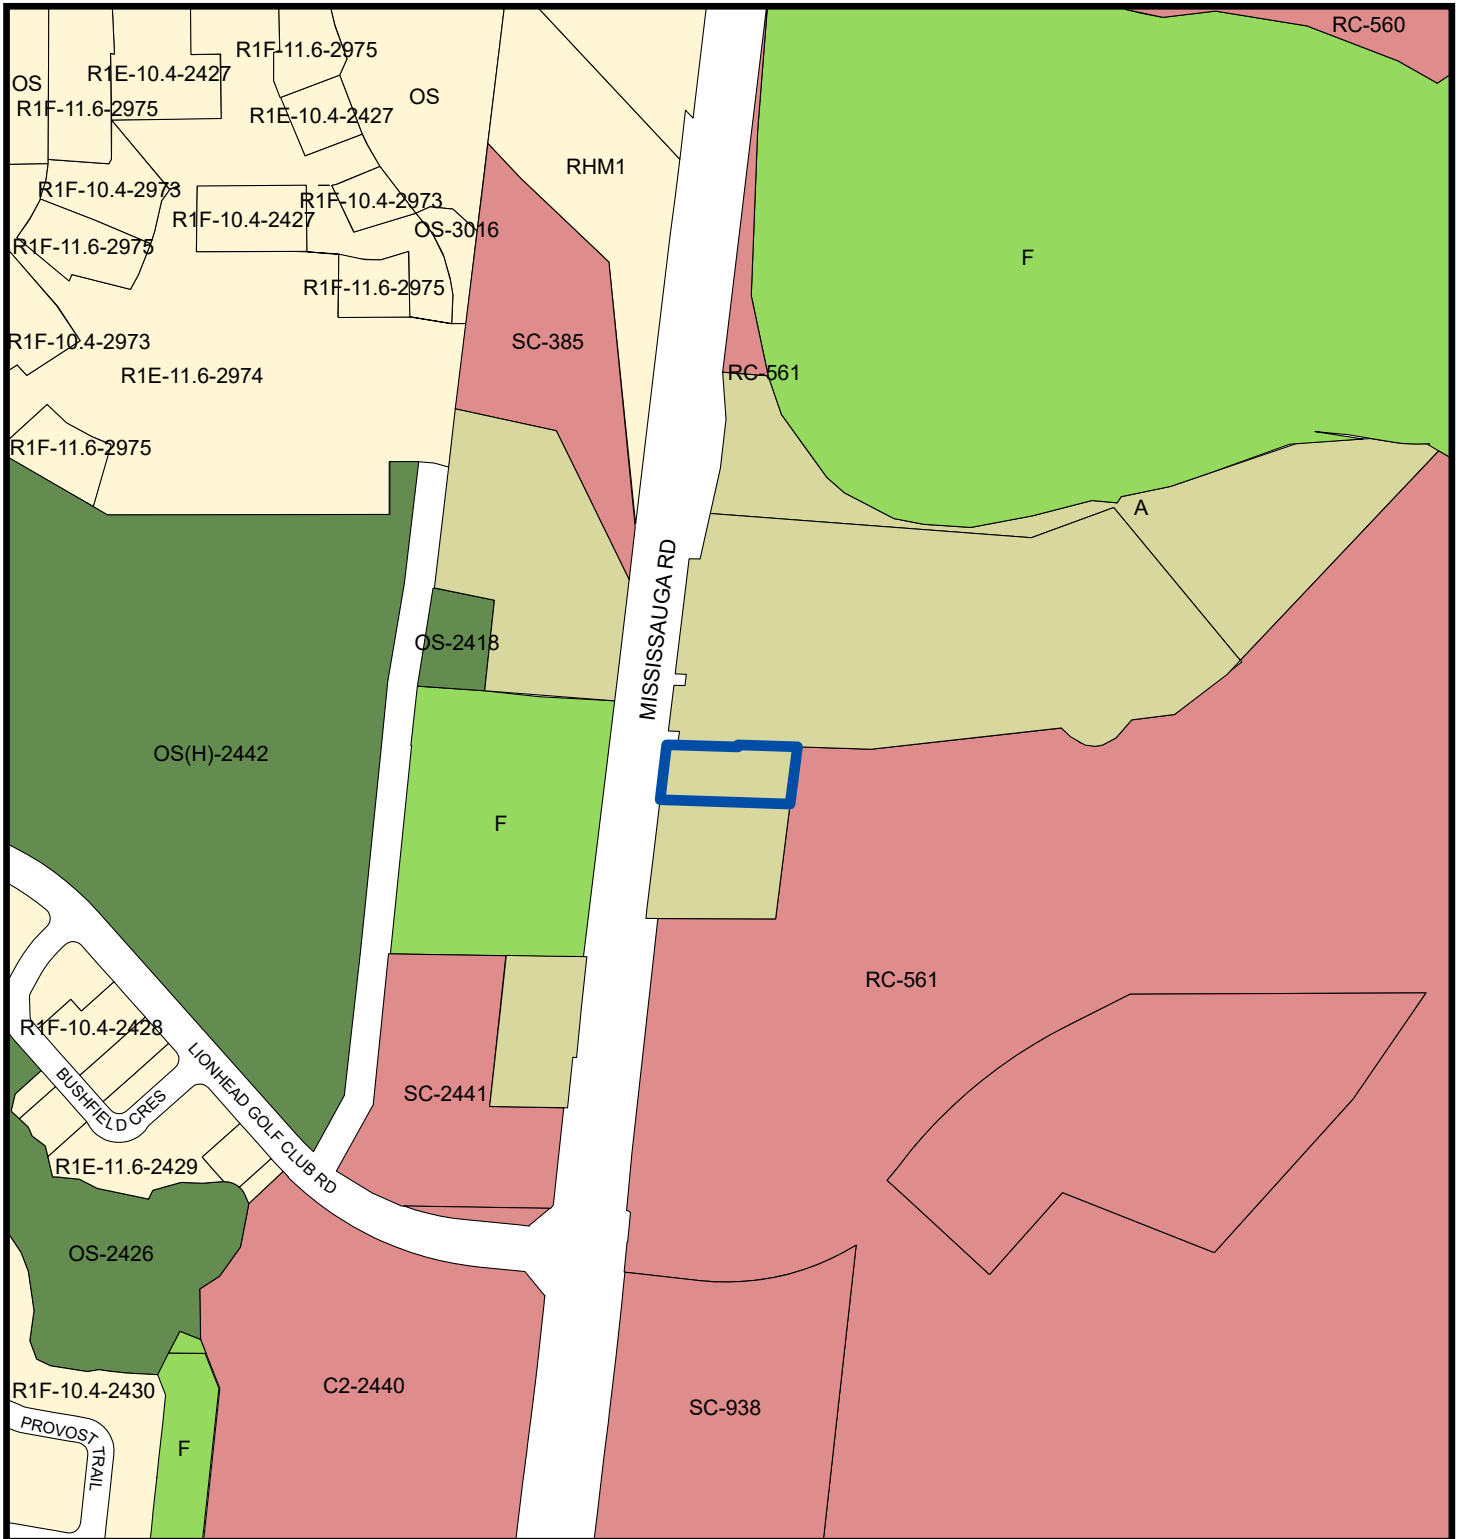 RC-560
R1F-11.6-2975
R1E-10.4-2427
OS
OS
R1F-11.6-2975
R1E-10.4-2427
RHM1
R1F-10.4-2973
R1F-10.4-2973
R1F-10.4-2427
OS-3016
R1F-11.6-2975
F
R1F-11.6-2975
R1F-10.4-2973
SC-385
R1E-11.6-2974
RC-561
R1F-11.6-2975
A
MISSISSAUGA RD
OS-2418
OS(H)-2442
F
RC-561
R1F-10.4-2428
BUSHFIELD CRES
LIONHEAD GOLF CLUB RD
SC-2441
R1E-11.6-2429
OS-2426
C2-2440
R1F-10.4-2430
SC-938
PROVOST TRAIL
F